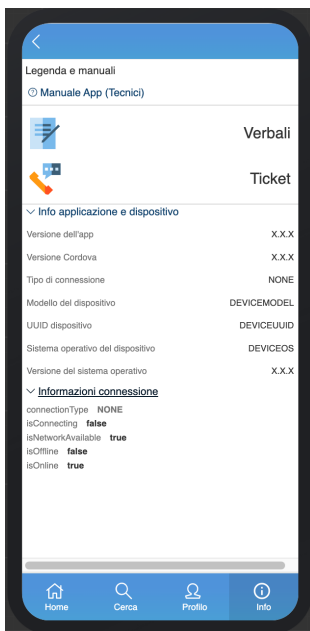 Legenda e manuali
Manuale App (Tecnici)
Verbali
Ticket
Info applicazione e dispositivo
Versione dell'app X.X.X
Versione Cordova X.X.X
Tipo di connessione NONE
Modello del dispositivo DEVICEMODEL
UUID dispositivo DEVICEUUID
Sistema operativo del dispositivo DEVICEOS
Versione del sistema operativo X.X.X
Informazioni connessione
connectionType NONE
isConnecting false
isNetworkAvailable true
isOffline false
isOnline true
Home Cerca Profilo Info